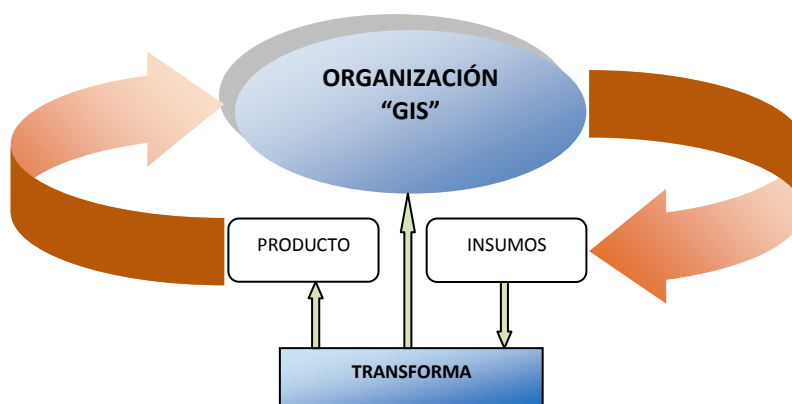 ORGANIZACIÓN
“GIS”
PRODUCTO
INSUMOS
TRANSFORMA